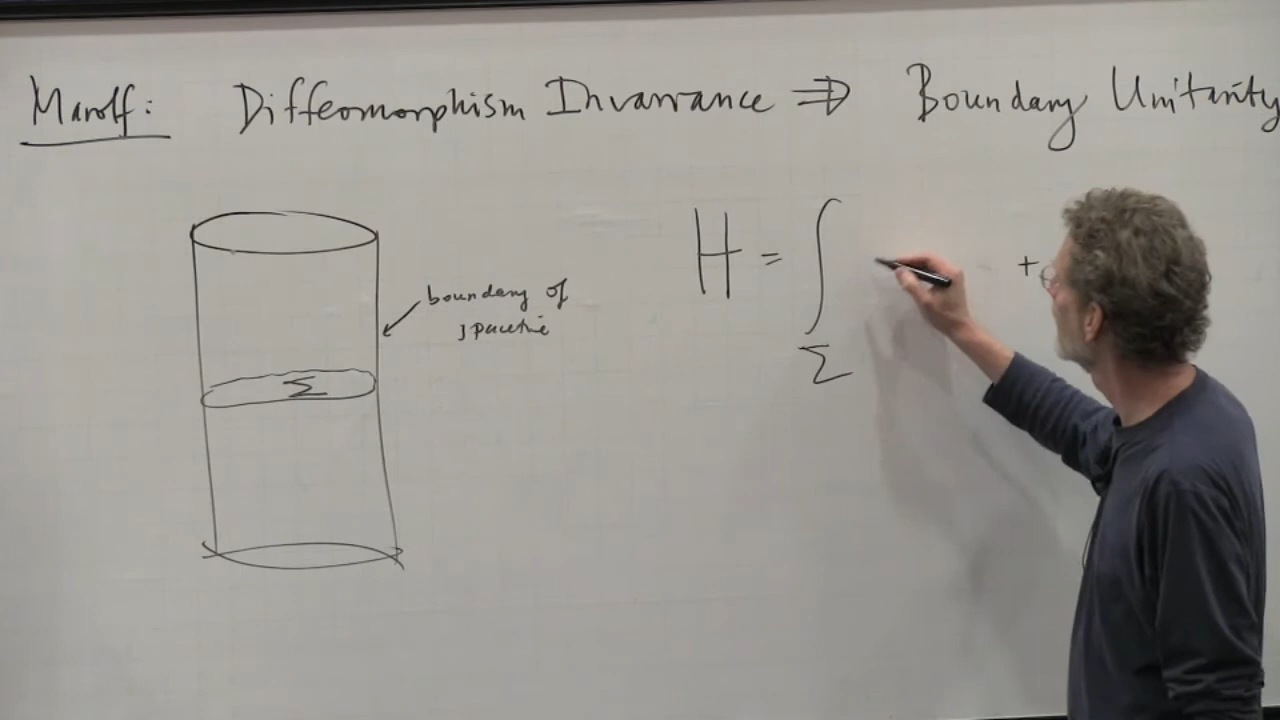 Marolf: Diffeomorphism Invariance ⇒ Boundary Unitarity
boundary of
spacetime
Σ
H = ∫ +
Σ